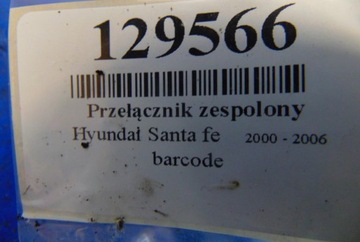 129566
Przełącznik zespolony
Hyundai Santa fe 2000 - 2006
barcode